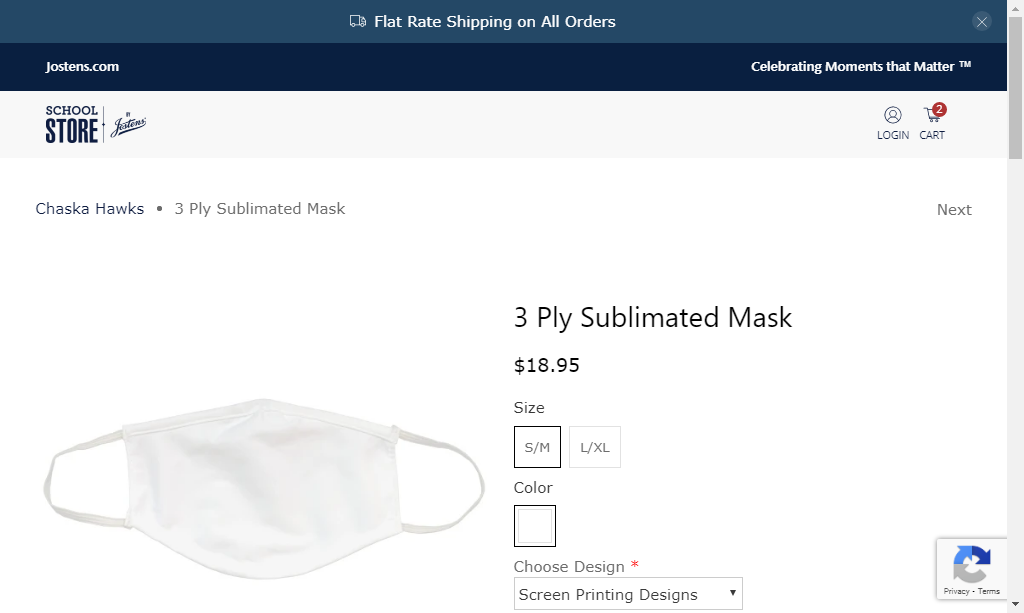 Flat Rate Shipping on All Orders
Jostens.com
Celebrating Moments that Matter ™
SCHOOL
STORE
BY
Jostens
LOGIN
2
CART
Chaska Hawks • 3 Ply Sublimated Mask
Next
3 Ply Sublimated Mask
$18.95
Size
S/M
L/XL
Color
Choose Design *
Screen Printing Designs
Privacy - Terms